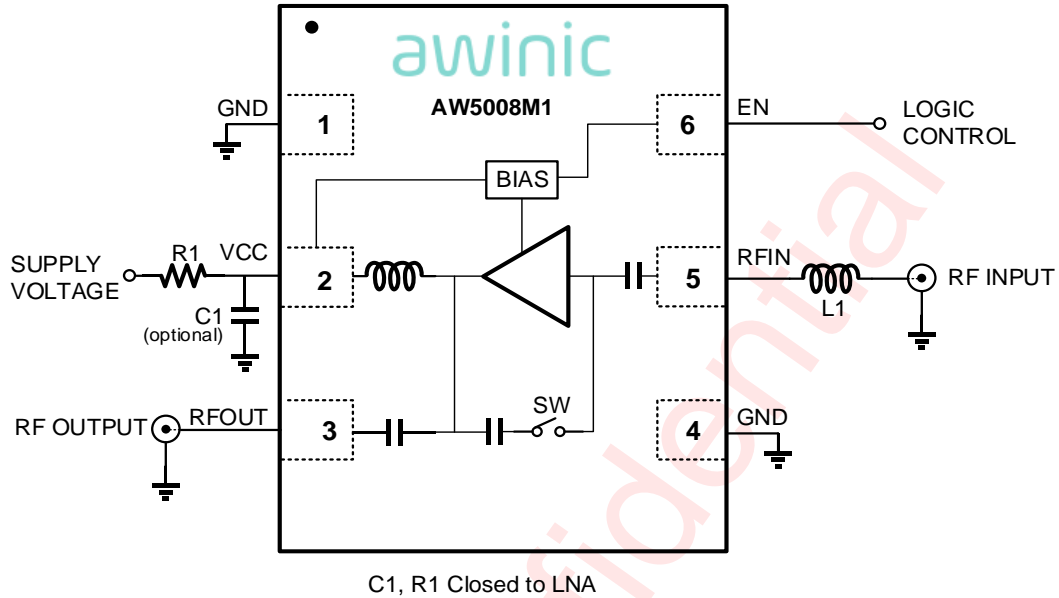 awinic
AW5008M1
GND
1
6
EN
LOGIC
CONTROL
BIAS
SUPPLY
VOLTAGE
R1
VCC
2
5
RFIN
L1
RF INPUT
C1
(optional)
RF OUTPUT
RFOUT
3
SW
4
GND
C1, R1 Closed to LNA